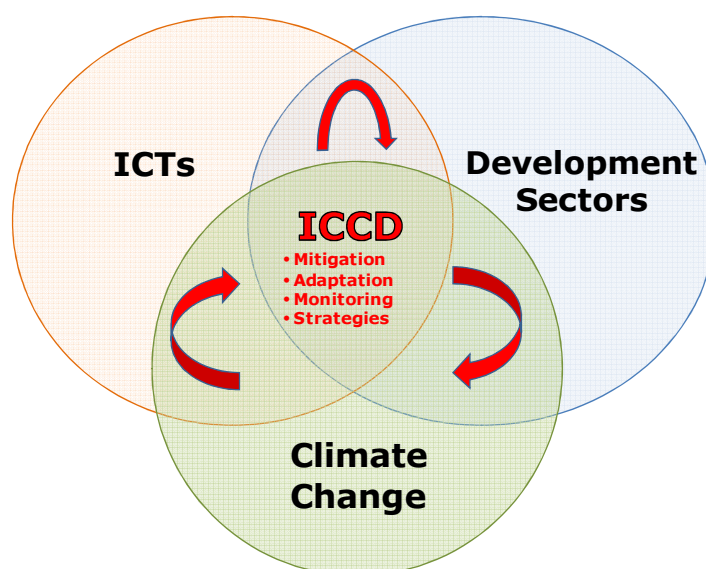 ICTs
Development
Sectors
ICCD
• Mitigation
• Adaptation
• Monitoring
• Strategies
Climate
Change